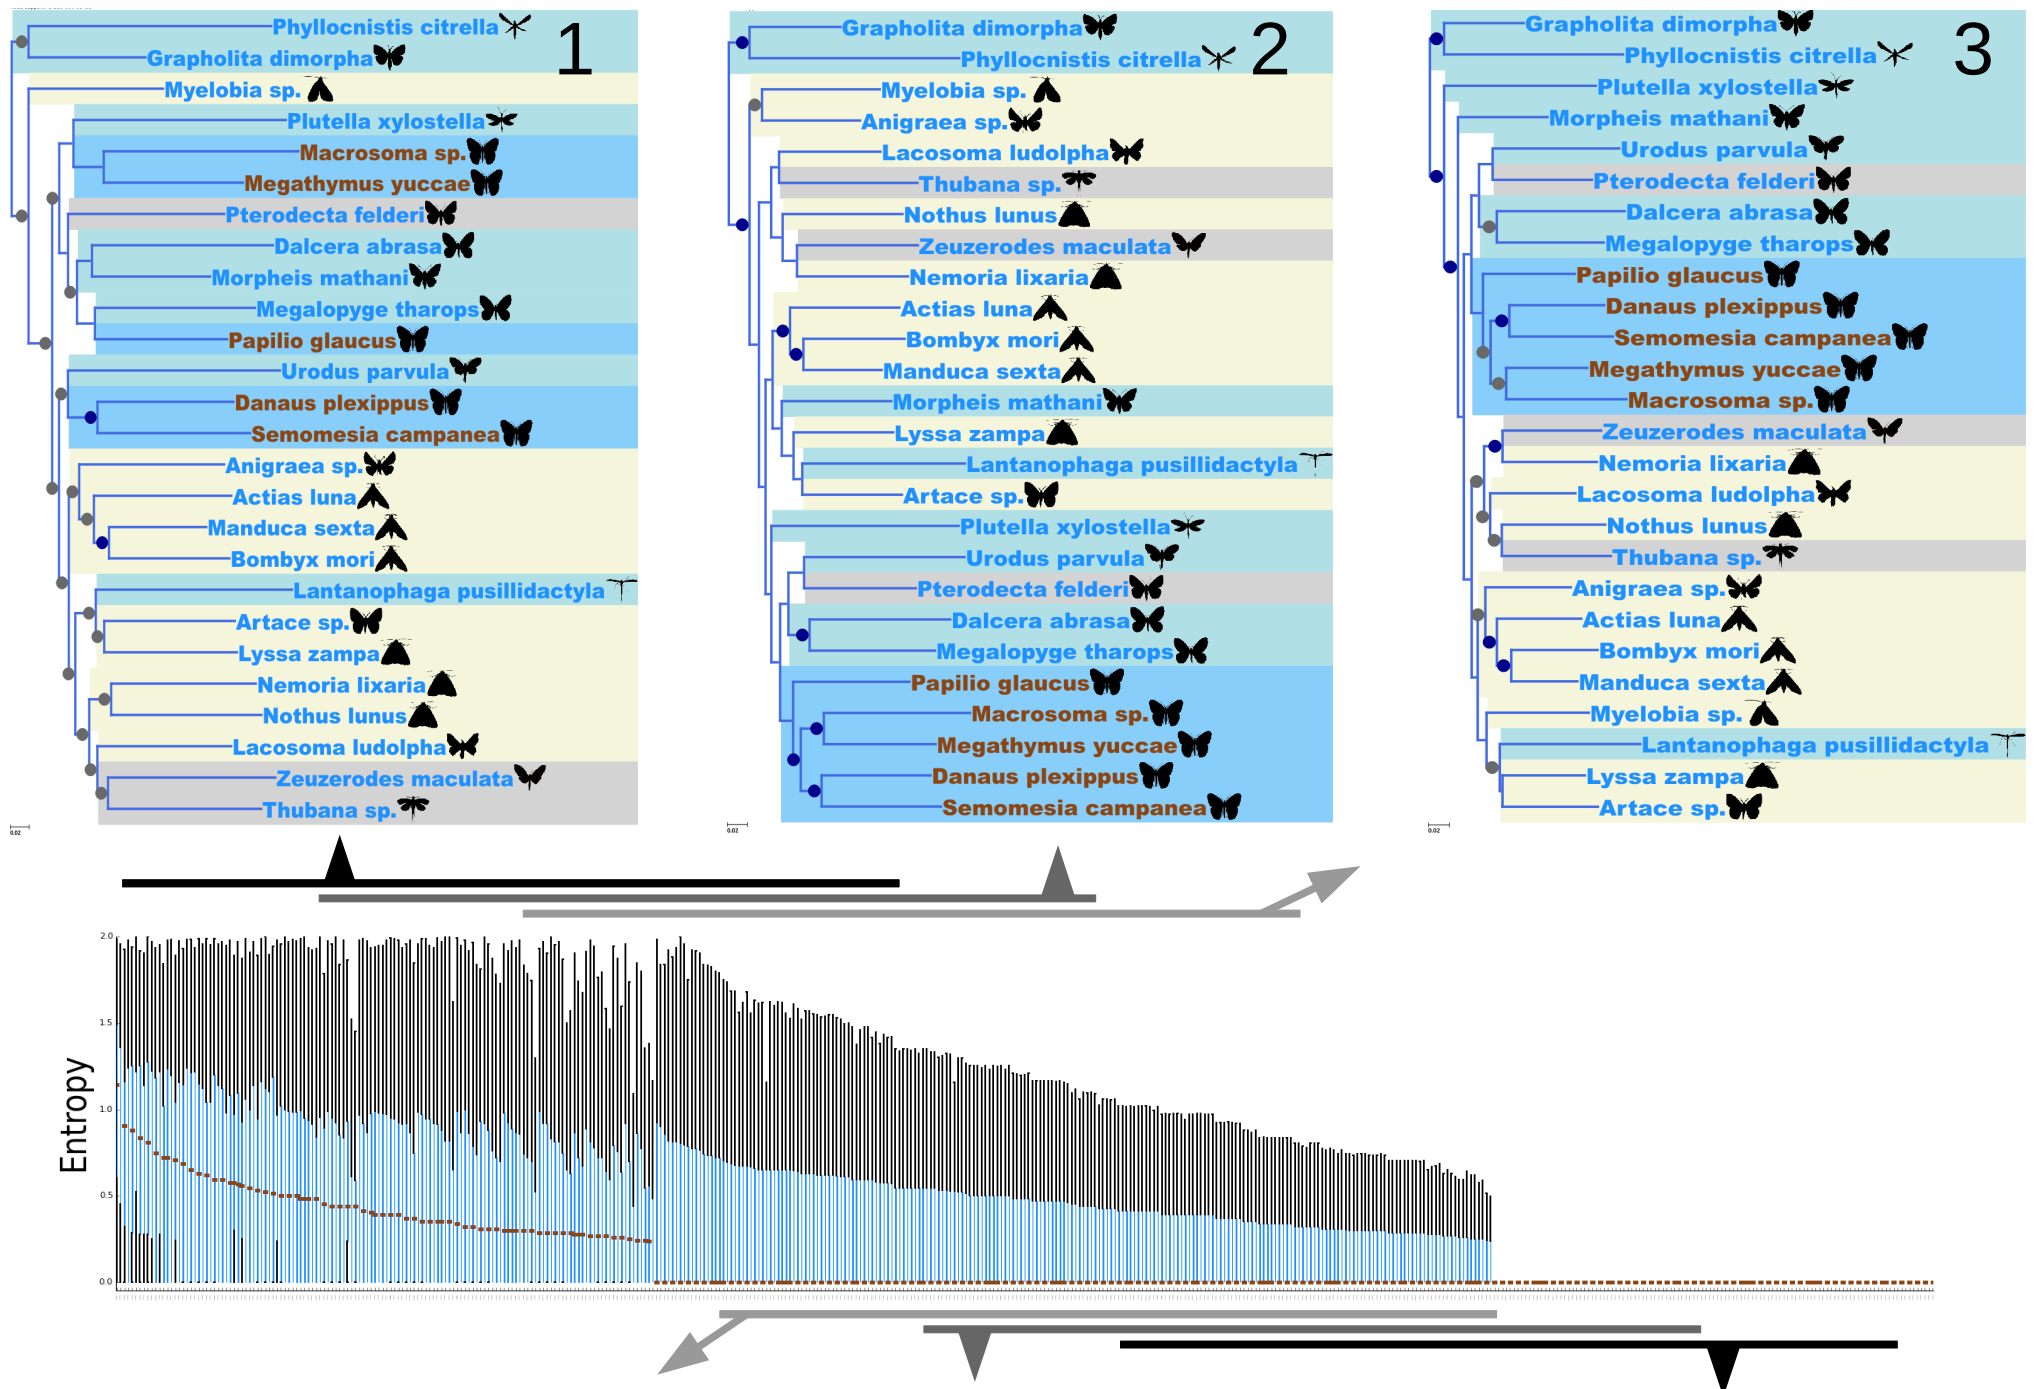 1
Phyllocnistis citrella
Grapholita dimorpha
Myelobia sp.
Plutella xylostella
Macrosoma sp.
Megathymus yuccae
Pterodecta felderi
Dalcera abrasa
Morpheis mathani
Megalopyge tharops
Papilio glaucus
Urodus parvula
Danaus plexippus
Semomesia campanea
Anigraea sp.
Actias luna
Manduca sexta
Bombyx mori
Lantanophaga pusillidactyla
Artace sp.
Lyssa zampa
Nemoria lixaria
Nothus lunus
Lacosoma ludolpha
Zeuzerodes maculata
Thubana sp.
0.02
2
Grapholita dimorpha
Phyllocnistis citrella
Myelobia sp.
Anigraea sp.
Lacosoma ludolpha
Thubana sp.
Nothus lunus
Zeuzerodes maculata
Nemoria lixaria
Actias luna
Bombyx mori
Manduca sexta
Morpheis mathani
Lyssa zampa
Lantanophaga pusillidactyla
Artace sp.
Plutella xylostella
Urodus parvula
Pterodecta felderi
Dalcera abrasa
Megalopyge tharops
Papilio glaucus
Macrosoma sp.
Megathymus yuccae
Danaus plexippus
Semomesia campanea
0.02
3
Grapholita dimorpha
Phyllocnistis citrella
Plutella xylostella
Morpheis mathani
Urodus parvula
Pterodecta felderi
Dalcera abrasa
Megalopyge tharops
Papilio glaucus
Danaus plexippus
Semomesia campanea
Megathymus yuccae
Macrosoma sp.
Zeuzerodes maculata
Nemoria lixaria
Lacosoma ludolpha
Nothus lunus
Thubana sp.
Anigraea sp.
Actias luna
Bombyx mori
Manduca sexta
Myelobia sp.
Lantanophaga pusillidactyla
Lyssa zampa
Artace sp.
0.02
Entropy
2.0
1.5
1.0
0.5
0.0